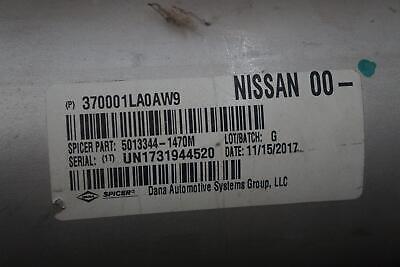 (P) 370001LA0AW9
NISSAN 00-
SPICER PART: 5013344-1470M
LOT/BATCH: G
SERIAL: (1T) UN1731944520
DATE: 11/15/2017
DANA SPICER®
Dana Automotive Systems Group, LLC